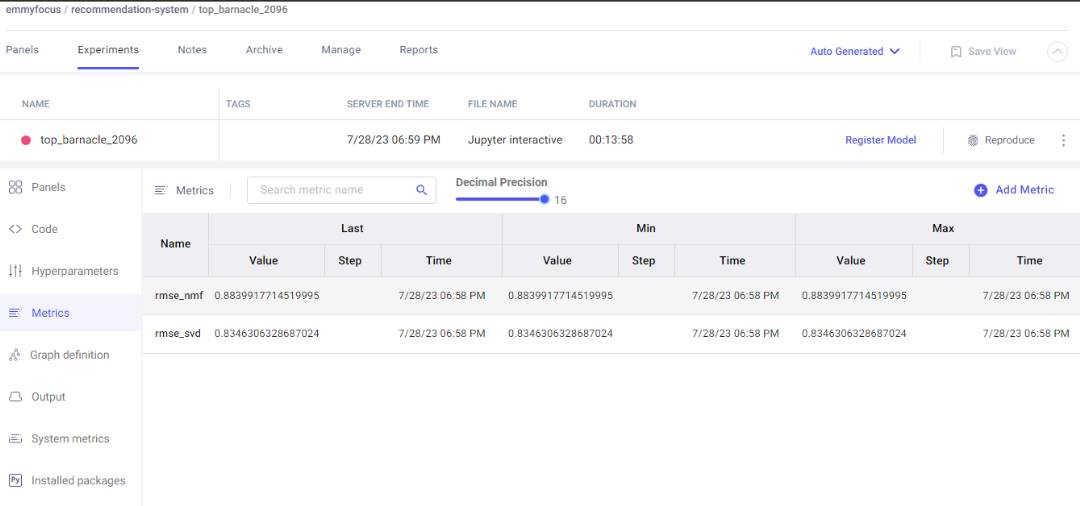 emmyfocus / recommendation-system / top_barnacle_2096
Panels Experiments Notes Archive Manage Reports Auto Generated Save View
NAME TAGS SERVER END TIME FILE NAME DURATION
top_barnacle_2096 7/28/23 06:59 PM Jupyter interactive 00:13:58 Register Model Reproduce
Panels
Metrics Search metric name Decimal Precision 16 Add Metric
Code
Hyperparameters
Metrics
Graph definition
Output
System metrics
Py Installed packages
Name Last Min Max
Value Step Time Value Step Time Value Step Time
rmse_nmf 0.8839917714519995 7/28/23 06:58 PM 0.8839917714519995 7/28/23 06:58 PM 0.8839917714519995 7/28/23 06:58 PM
rmse_svd 0.8346306328687024 7/28/23 06:58 PM 0.8346306328687024 7/28/23 06:58 PM 0.8346306328687024 7/28/23 06:58 PM